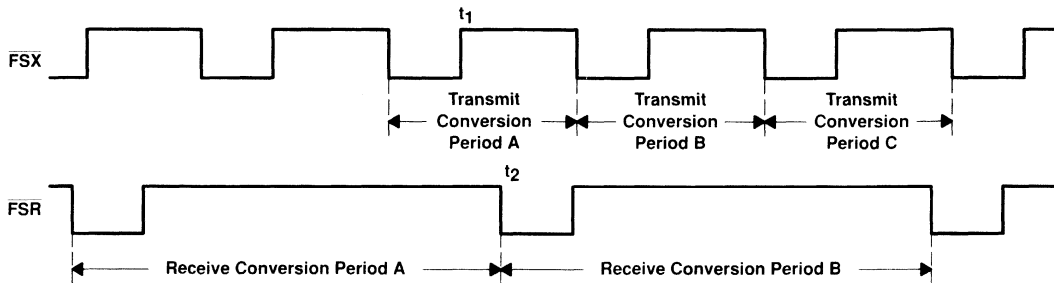 t1
FSX
Transmit Conversion Period A
Transmit Conversion Period B
Transmit Conversion Period C
t2
FSR
Receive Conversion Period A
Receive Conversion Period B